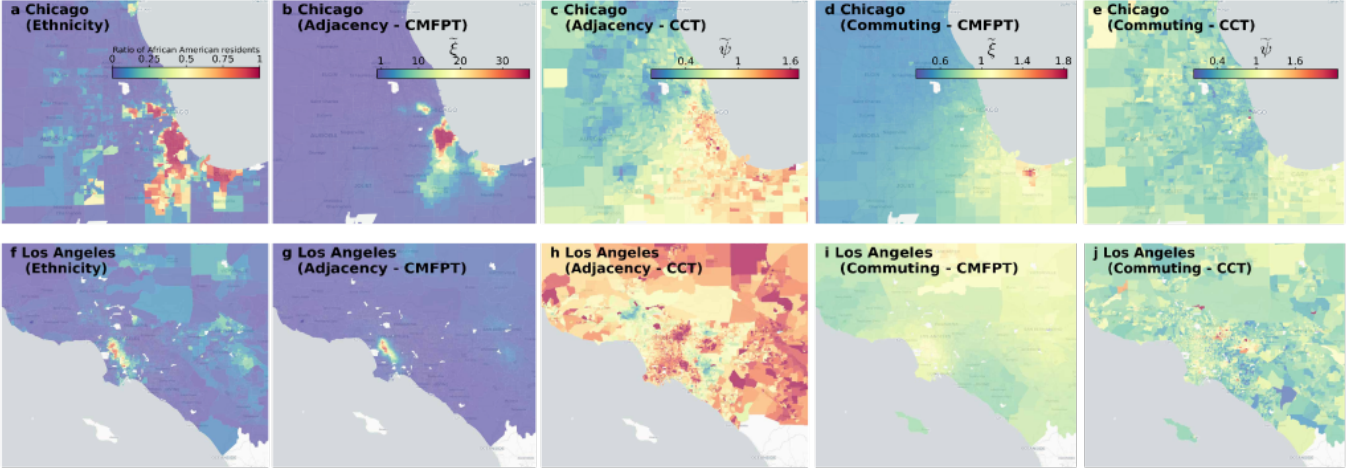 a Chicago
(Ethnicity)
Ratio of African American residents
0 0.25 0.5 0.75 1
b Chicago
(Adjacency - CMFPT)
ξ̃
1 10 20 30
c Chicago
(Adjacency - CCT)
ψ̃
0.4 1 1.6
d Chicago
(Commuting - CMFPT)
ξ̃
0.6 1 1.4 1.8
e Chicago
(Commuting - CCT)
ψ̃
0.4 1 1.6
f Los Angeles
(Ethnicity)
g Los Angeles
(Adjacency - CMFPT)
h Los Angeles
(Adjacency - CCT)
i Los Angeles
(Commuting - CMFPT)
j Los Angeles
(Commuting - CCT)